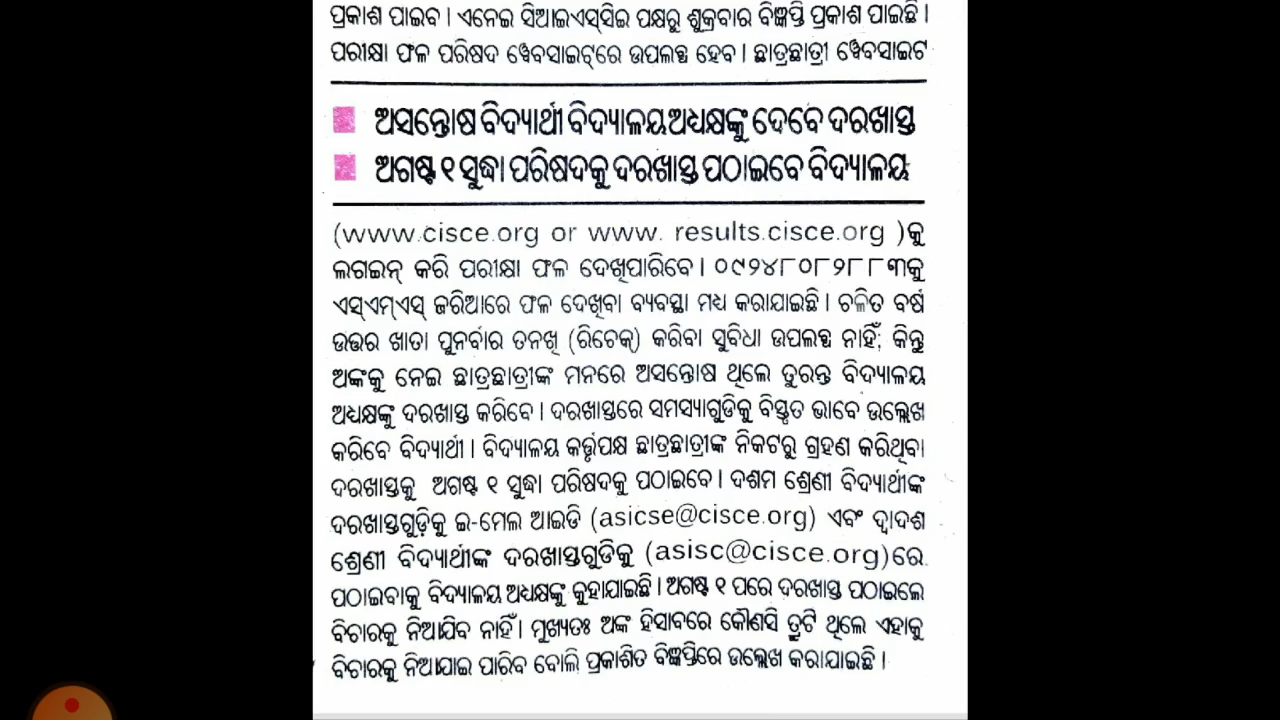 ପ୍ରକାଶ ପାଇବ । ଏନେଇ ସିଆଇଏସ୍‌ସିଇ ପକ୍ଷରୁ ଶୁକ୍ରବାର ବିଜ୍ଞପ୍ତି ପ୍ରକାଶ ପାଇଛି ।
ପରୀକ୍ଷା ଫଳ ପରିଷଦ ୱେବସାଇଟ୍‌ରେ ଉପଲବ୍ଧ ହେବ । ଛାତ୍ରଛାତ୍ରୀ ୱେବସାଇଟ
ଅସନ୍ତୋଷ ବିଦ୍ୟାର୍ଥୀ ବିଦ୍ୟାଳୟ ଅଧ୍ୟକ୍ଷଙ୍କୁ ଦେବେ ଦରଖାସ୍ତ
ଅଗଷ୍ଟ ୧ ସୁଦ୍ଧା ପରିଷଦକୁ ଦରଖାସ୍ତ ପଠାଇବେ ବିଦ୍ୟାଳୟ
(www.cisce.org or www. results.cisce.org )କୁ
ଲଗଇନ୍ କରି ପରୀକ୍ଷା ଫଳ ଦେଖିପାରିବେ । ୦୯୨୪୮୦୮୨୮୮୩କୁ
ଏସ୍‌ଏମ୍‌ଏସ୍ ଜରିଆରେ ଫଳ ଦେଖିବା ବ୍ୟବସ୍ଥା ମଧ୍ୟ କରାଯାଇଛି । ଚଳିତ ବର୍ଷ
ଉତ୍ତର ଖାତା ପୁନର୍ବାର ତନଖି (ରିଚେକ୍) କରିବା ସୁବିଧା ଉପଲବ୍ଧ ନାହିଁ; କିନ୍ତୁ
ଅଙ୍କକୁ ନେଇ ଛାତ୍ରଛାତ୍ରୀଙ୍କ ମନରେ ଅସନ୍ତୋଷ ଥିଲେ ତୁରନ୍ତ ବିଦ୍ୟାଳୟ
ଅଧ୍ୟକ୍ଷଙ୍କୁ ଦରଖାସ୍ତ କରିବେ । ଦରଖାସ୍ତରେ ସମସ୍ୟାଗୁଡିକୁ ବିସ୍ତୃତ ଭାବେ ଉଲ୍ଲେଖ
କରିବେ ବିଦ୍ୟାର୍ଥୀ । ବିଦ୍ୟାଳୟ କର୍ତ୍ତୃପକ୍ଷ ଛାତ୍ରଛାତ୍ରୀଙ୍କ ନିକଟରୁ ଗ୍ରହଣ କରିଥିବା
ଦରଖାସ୍ତକୁ ଅଗଷ୍ଟ ୧ ସୁଦ୍ଧା ପରିଷଦକୁ ପଠାଇବେ । ଦଶମ ଶ୍ରେଣୀ ବିଦ୍ୟାର୍ଥୀଙ୍କ
ଦରଖାସ୍ତଗୁଡ଼ିକୁ ଇ-ମେଲ ଆଇଡି (asicse@cisce.org) ଏବଂ ଦ୍ୱାଦଶ
ଶ୍ରେଣୀ ବିଦ୍ୟାର୍ଥୀଙ୍କ ଦରଖାସ୍ତଗୁଡିକୁ (asisc@cisce.org)ରେ
ପଠାଇବାକୁ ବିଦ୍ୟାଳୟ ଅଧ୍ୟକ୍ଷଙ୍କୁ କୁହାଯାଇଛି । ଅଗଷ୍ଟ ୧ ପରେ ଦରଖାସ୍ତ ପଠାଇଲେ
ବିଚାରକୁ ନିଆଯିବ ନାହିଁ । ମୁଖ୍ୟତଃ ଅଙ୍କ ହିସାବରେ କୌଣସି ତ୍ରୁଟି ଥିଲେ ଏହାକୁ
ବିଚାରକୁ ନିଆଯାଇ ପାରିବ ବୋଲି ପ୍ରକାଶିତ ବିଜ୍ଞପ୍ତିରେ ଉଲ୍ଲେଖ କରାଯାଇଛି ।